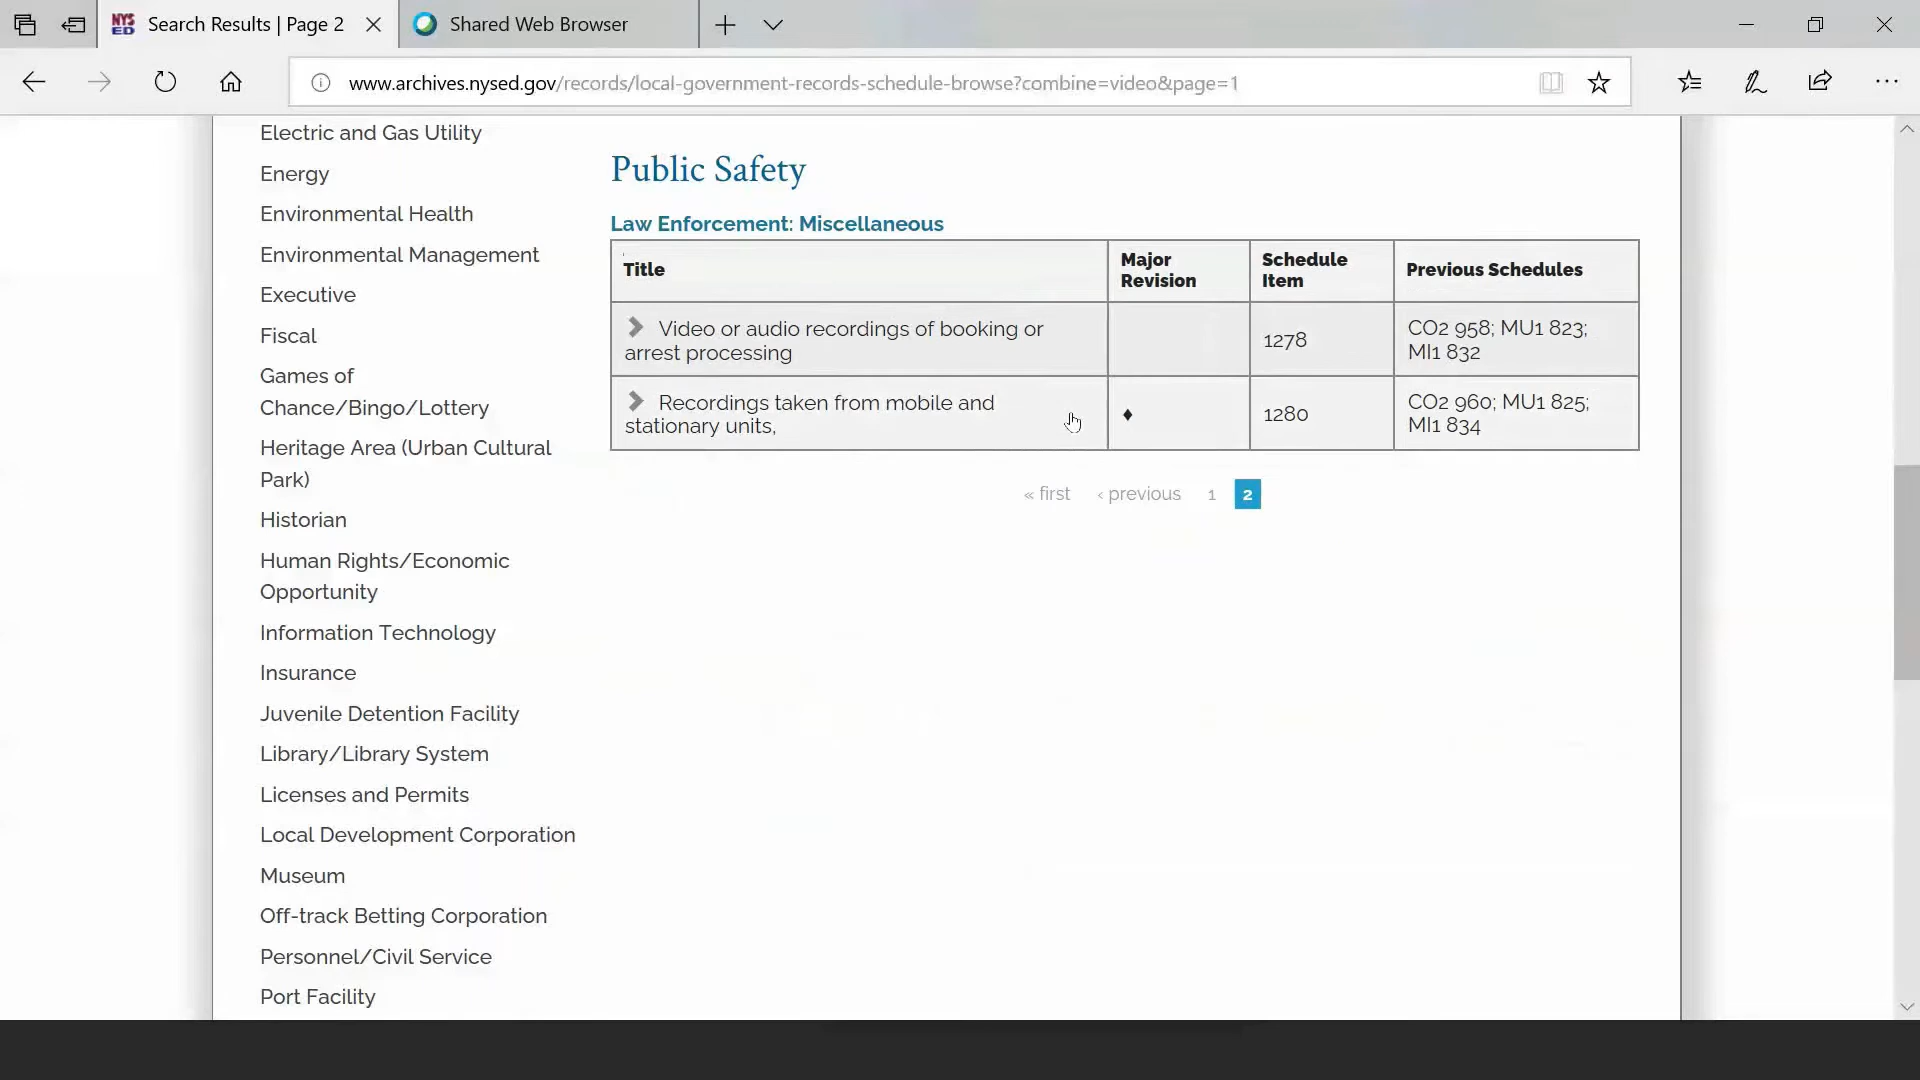 NYS
ED
Search Results | Page 2
Shared Web Browser
www.archives.nysed.gov/records/local-government-records-schedule-browse?combine=video&page=1
Electric and Gas Utility
Energy
Environmental Health
Environmental Management
Executive
Fiscal
Games of
Chance/Bingo/Lottery
Heritage Area (Urban Cultural
Park)
Historian
Human Rights/Economic
Opportunity
Information Technology
Insurance
Juvenile Detention Facility
Library/Library System
Licenses and Permits
Local Development Corporation
Museum
Off-track Betting Corporation
Personnel/Civil Service
Port Facility
Public Safety
Law Enforcement: Miscellaneous
Title
Major
Revision
Schedule
Item
Previous Schedules
Video or audio recordings of booking or
arrest processing
1278
CO2 958; MU1 823;
MI1 832
Recordings taken from mobile and
stationary units,
♦
1280
CO2 960; MU1 825;
MI1 834
« first ‹ previous 1 2